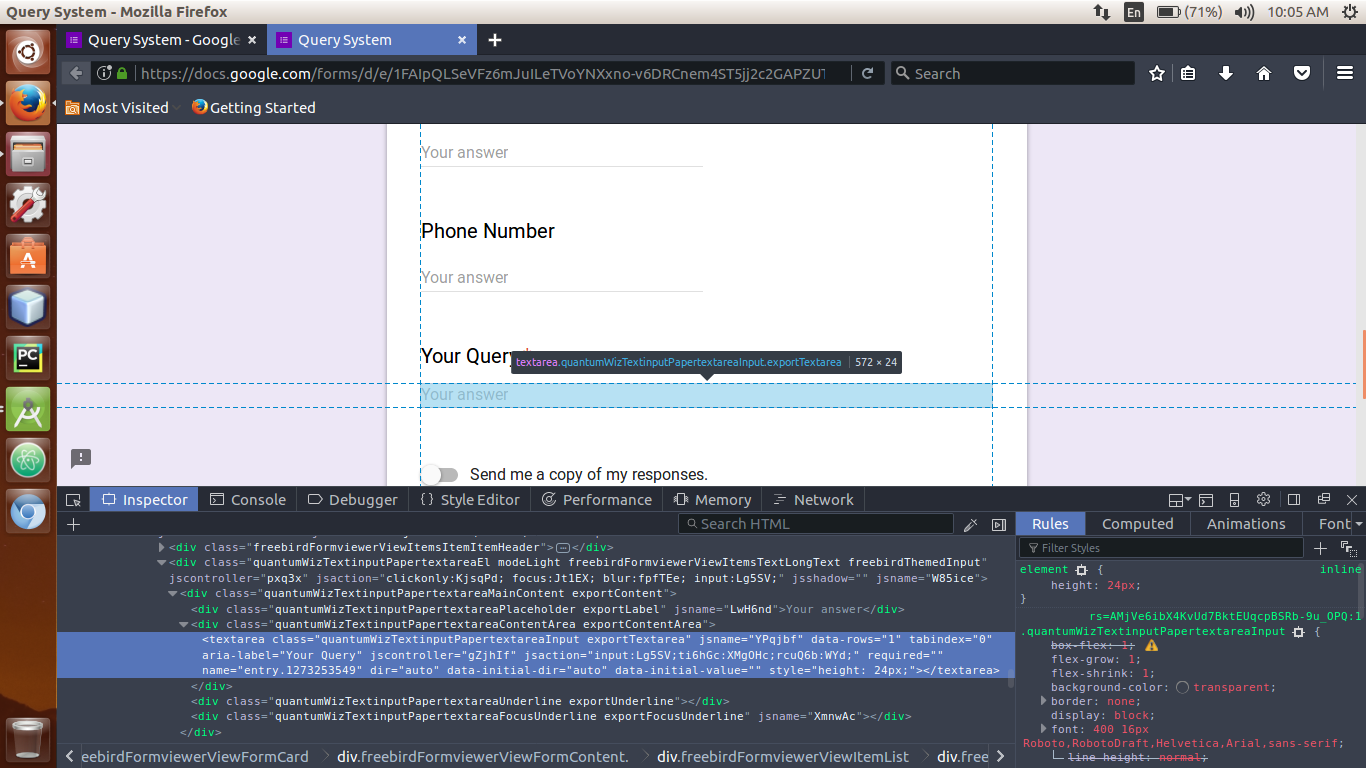 Query System - Mozilla Firefox
En (71%) 10:05 AM
Query System - Google
Query System
https://docs.google.com/forms/d/e/1FAIpQLSeVFz6mJuILeTVoYNXxno-v6DRCnem4ST5jj2c2GAPZU
Search
Most Visited
Getting Started
Your answer
Phone Number
Your answer
Your Query
textarea.quantumWizTextinputPapertextareaInput.exportTextarea 572 × 24
Your answer
Send me a copy of my responses.
PC
Inspector Console Debugger {} Style Editor Performance Memory Network
Search HTML
<div class="freebirdFormviewerViewItemsItemItemHeader"></div>
<div class="quantumWizTextinputPapertextareaEl modeLight freebirdFormviewerViewItemsTextLongText freebirdThemedInput"
jscontroller="pxq3x" jsaction="clickonly:KjsqPd; focus:Jt1EX; blur:fpfTEe; input:Lg5SV;" jsshadow="" jsname="W85ice">
<div class="quantumWizTextinputPapertextareaMainContent exportContent">
<div class="quantumWizTextinputPapertextareaPlaceholder exportLabel" jsname="LwH6nd">Your answer</div>
<div class="quantumWizTextinputPapertextareaContentArea exportContentArea">
<textarea class="quantumWizTextinputPapertextareaInput exportTextarea" jsname="YPqjbf" data-rows="1" tabindex="0"
aria-label="Your Query" jscontroller="gZjhIf" jsaction="input:Lg5SV;ti6hGc:XMgOHc;rcuQ6b:WYd;" required=""
name="entry.1273253549" dir="auto" data-initial-dir="auto" data-initial-value="" style="height: 24px;"></textarea>
</div>
<div class="quantumWizTextinputPapertextareaUnderline exportUnderline"></div>
<div class="quantumWizTextinputPapertextareaFocusUnderline exportFocusUnderline" jsname="XmnwAc"></div>
</div>
eebirdFormviewerViewFormCard div.freebirdFormviewerViewFormContent. div.freebirdFormviewerViewItemList div.free
Rules Computed Animations Font
Filter Styles
element { inline
height: 24px;
}
rs=AMjVe6ibX4KvUd7BktEUqcpBSRb-9u_OPQ:1
.quantumWizTextinputPapertextareaInput {
box-flex: 1;
flex-grow: 1;
flex-shrink: 1;
background-color: transparent;
border: none;
display: block;
font: 400 16px
Roboto,RobotoDraft,Helvetica,Arial,sans-serif;
line-height: normal;